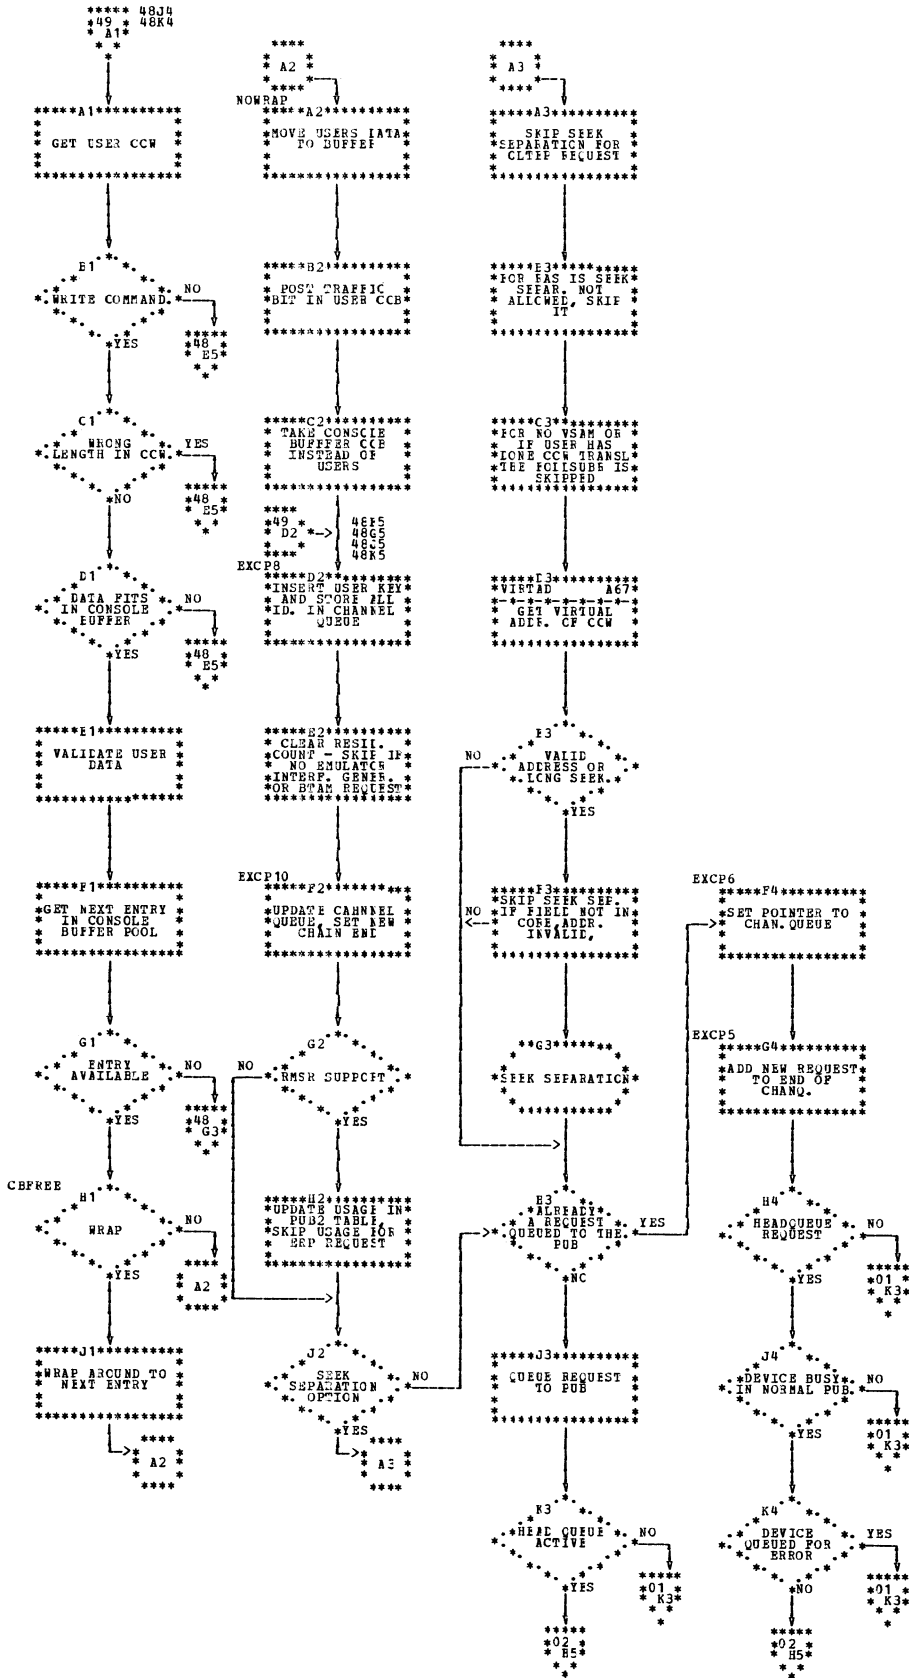 48J4
49 48K4
A1
A1
GET USER CCW
B1
WRITE COMMAND
NO
YES
48
E5
C1
WRONG
LENGTH IN CCW
YES
NO
48
E5
D1
DATA FITS
IN CONSOLE
BUFFER
NO
YES
48
E5
E1
VALIDATE USER
DATA
F1
GET NEXT ENTRY
IN CONSOLE
BUFFER POOL
G1
ENTRY
AVAILABLE
NO
YES
48
G3
CBFREE
H1
WRAP
NO
YES
A2
J1
WRAP AROUND TO
NEXT ENTRY
A2
A2
NOWRAP
A2
MOVE USERS DATA
TO BUFFER
B2
POST TRAFFIC
BIT IN USER CCB
C2
TAKE CONSOLE
BUFFFER CCB
INSTEAD OF
USERS
49
D2
48F5
48G5
48J5
48K5
EXCP8
D2
INSERT USER KEY
AND STORE ALL
ID. IN CHANNEL
QUEUE
E2
CLEAR RESID.
COUNT - SKIP IF
NO EMULATOR
INTERF. GENER.
OR BTAM REQUEST
EXCP10
F2
UPDATE CAHNNEL
QUEUE, SET NEW
CHAIN END
G2
RMSR SUPPORT
NO
YES
H2
UPDATE USAGE IN
PUB2 TABLE,
SKIP USAGE FOR
ERP REQUEST
J2
SEEK
SEPARATION
OPTION
NO
YES
A3
A3
A3
SKIP SEEK
SEPARATION FOR
OLTEP REQUEST
B3
FOR BAS IS SEEK
SEPAR. NOT
ALLOWED, SKIP
IT
C3
FOR NO VSAM OR
IF USER HAS
DONE CCW TRANSL
THE FOLLSUBR IS
SKIPPED
D3
VIRTAD A67
GET VIRTUAL
ADDR. OF CCW
E3
VALID
ADDRESS OR
LONG SEEK
NO
YES
F3
SKIP SEEK SEP.
IF FIELD NOT IN
CORE, ADDR.
INVALID,
NO
G3
SEEK SEPARATION
H3
ALREADY
A REQUEST
QUEUED TO THE
PUB
YES
NO
J3
QUEUE REQUEST
TO PUB
K3
HEAD QUEUE
ACTIVE
NO
YES
01
K3
02
H5
EXCP6
F4
SET POINTER TO
CHAN.QUEUE
EXCP5
G4
ADD NEW REQUEST
TO END OF
CHANQ.
H4
HEADQUEUE
REQUEST
NO
YES
01
K3
J4
DEVICE BUSY
IN NORMAL PUB.
NO
YES
01
K3
K4
DEVICE
QUEUED FOR
ERROR
YES
NO
01
K3
02
H5